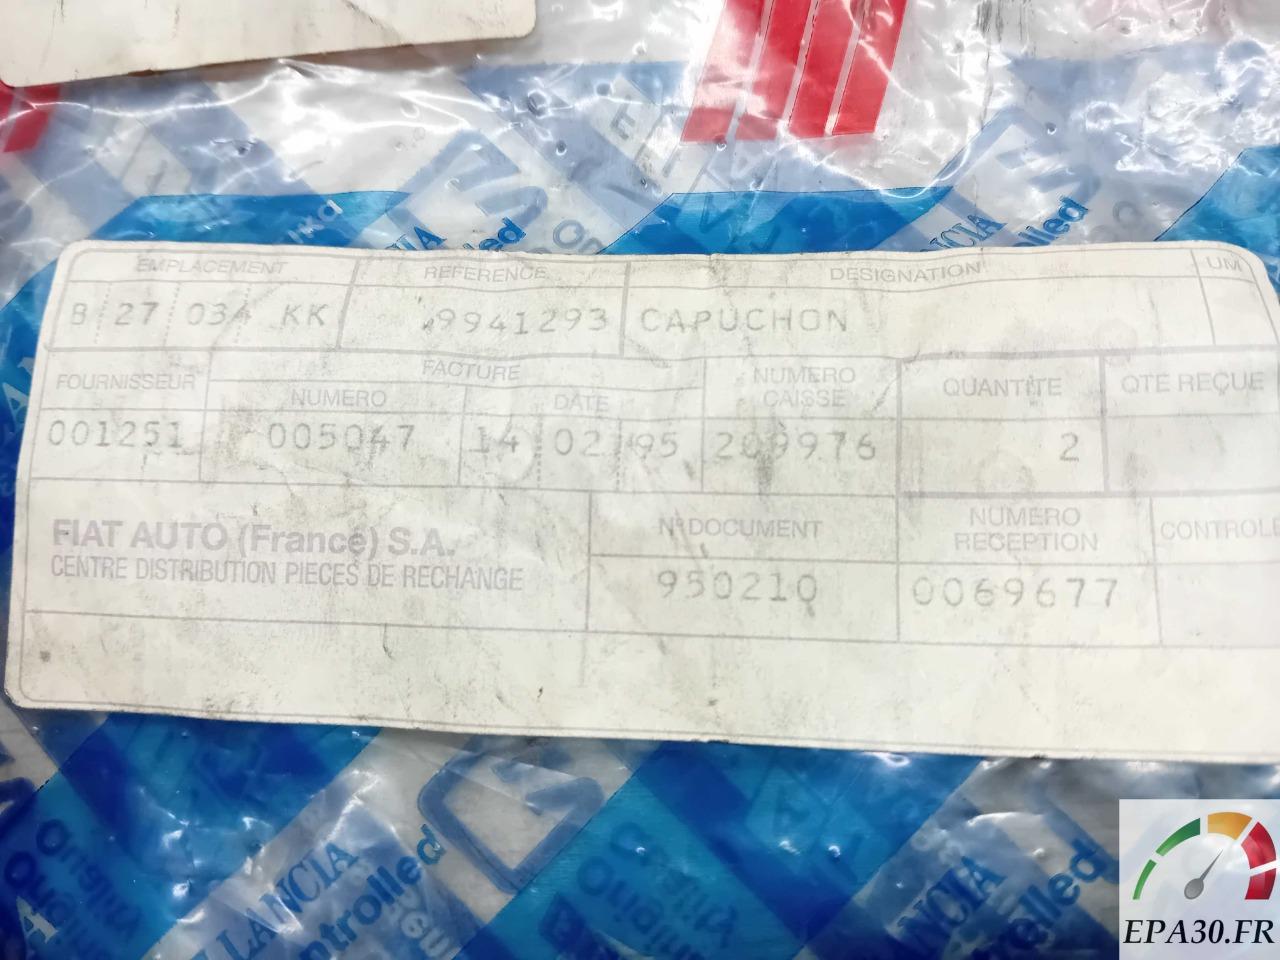 EMPLACEMENT REFERENCE DESIGNATION UM
B 27 034 KK 9941293 CAPUCHON
FOURNISSEUR FACTURE NUMERO CAISSE QUANTITE QTE REÇUE
NUMERO DATE
001251 005047 14 02 95 209976 2
FIAT AUTO (France) S.A.
CENTRE DISTRIBUTION PIECES DE RECHANGE
N° DOCUMENT NUMERO RECEPTION CONTROLE
950210 0069677
LANCIA
EPA30.FR